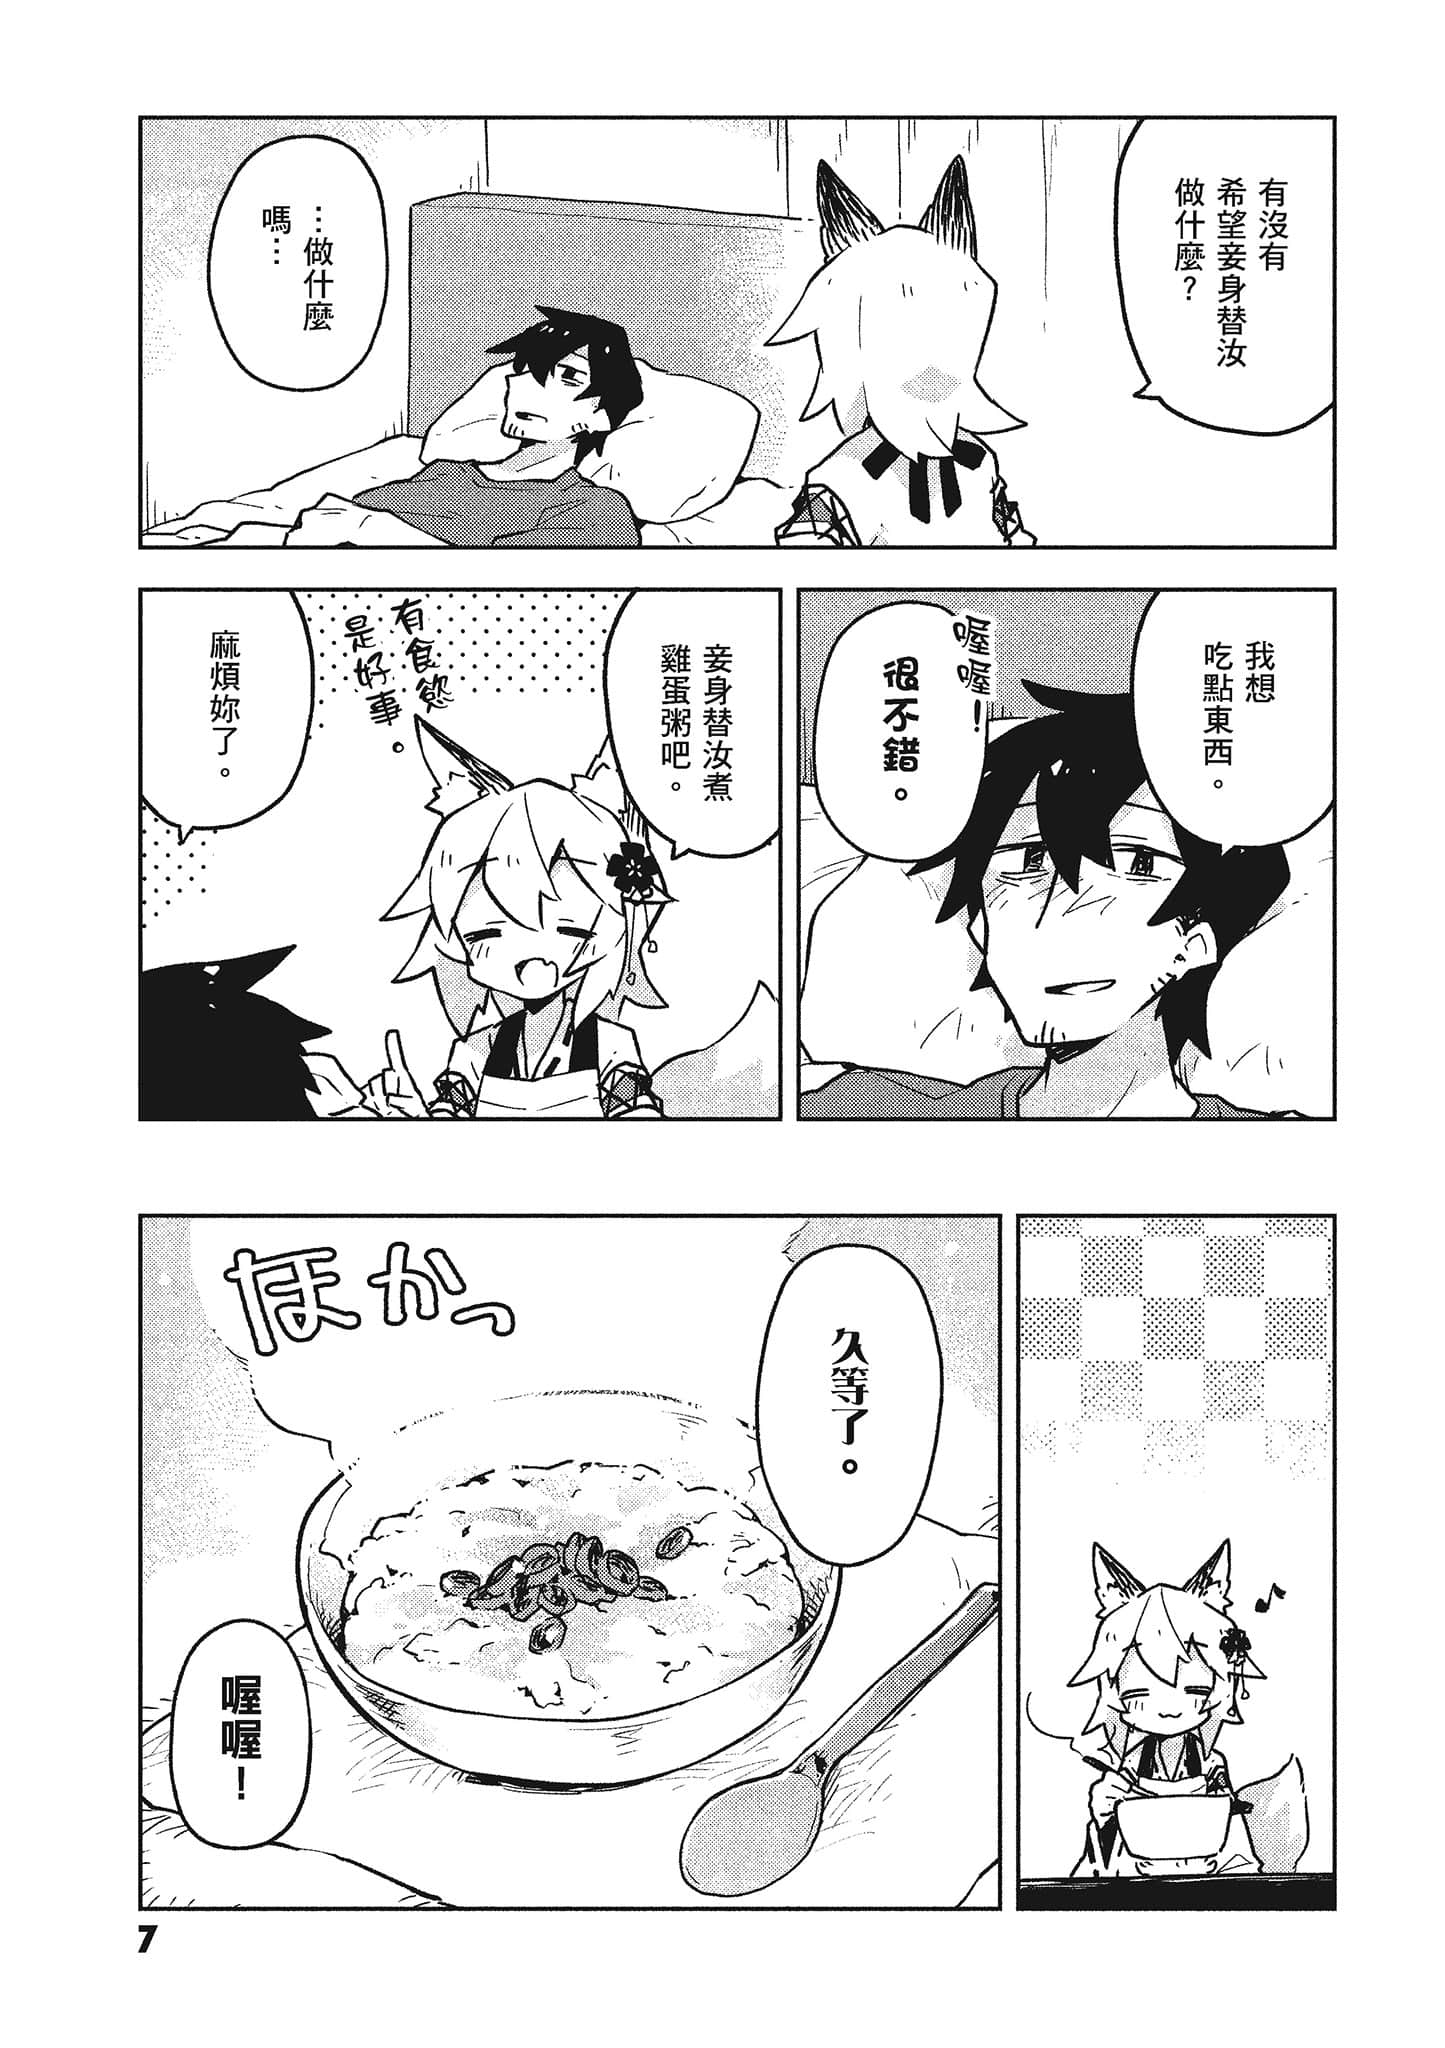 有沒有
希望妾身替汝
做什麼？
…做什麼
嗎…
我想
吃點東西。
喔喔！
很不錯。
妾身替汝煮
雞蛋粥吧。
有食慾
是好事。
麻煩妳了。
♪
久等了。
ほかっ
喔喔！
7